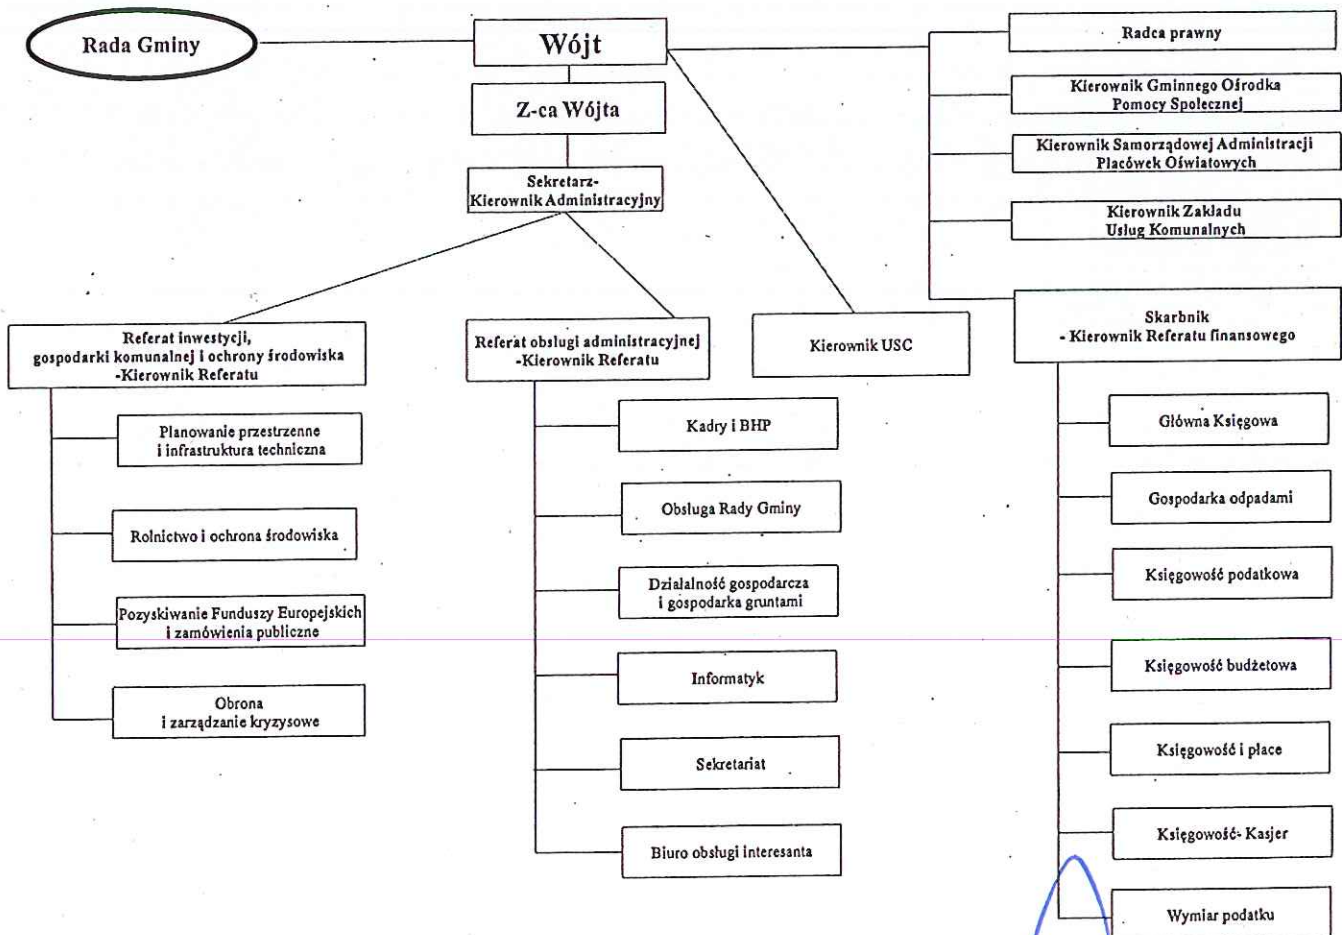 Rada Gminy
Wójt
Z-ca Wójta
Sekretarz-
Kierownik Administracyjny
Radca prawny
Kierownik Gminnego Ośrodka
Pomocy Społecznej
Kierownik Samorządowej Administracji
Placówek Oświatowych
Kierownik Zakładu
Usług Komunalnych
Referat inwestycji,
gospodarki komunalnej i ochrony środowiska
-Kierownik Referatu
Planowanie przestrzenne
i infrastruktura techniczna
Rolnictwo i ochrona środowiska
Pozyskiwanie Funduszy Europejskich
i zamówienia publiczne
Obrona
i zarządzanie kryzysowe
Referat obsługi administracyjnej
-Kierownik Referatu
Kadry i BHP
Obsługa Rady Gminy
Działalność gospodarcza
i gospodarka gruntami
Informatyk
Sekretariat
Biuro obsługi interesanta
Kierownik USC
Skarbnik
- Kierownik Referatu finansowego
Główna Księgowa
Gospodarka odpadami
Księgowość podatkowa
Księgowość budżetowa
Księgowość i płace
Księgowość- Kasjer
Wymiar podatku